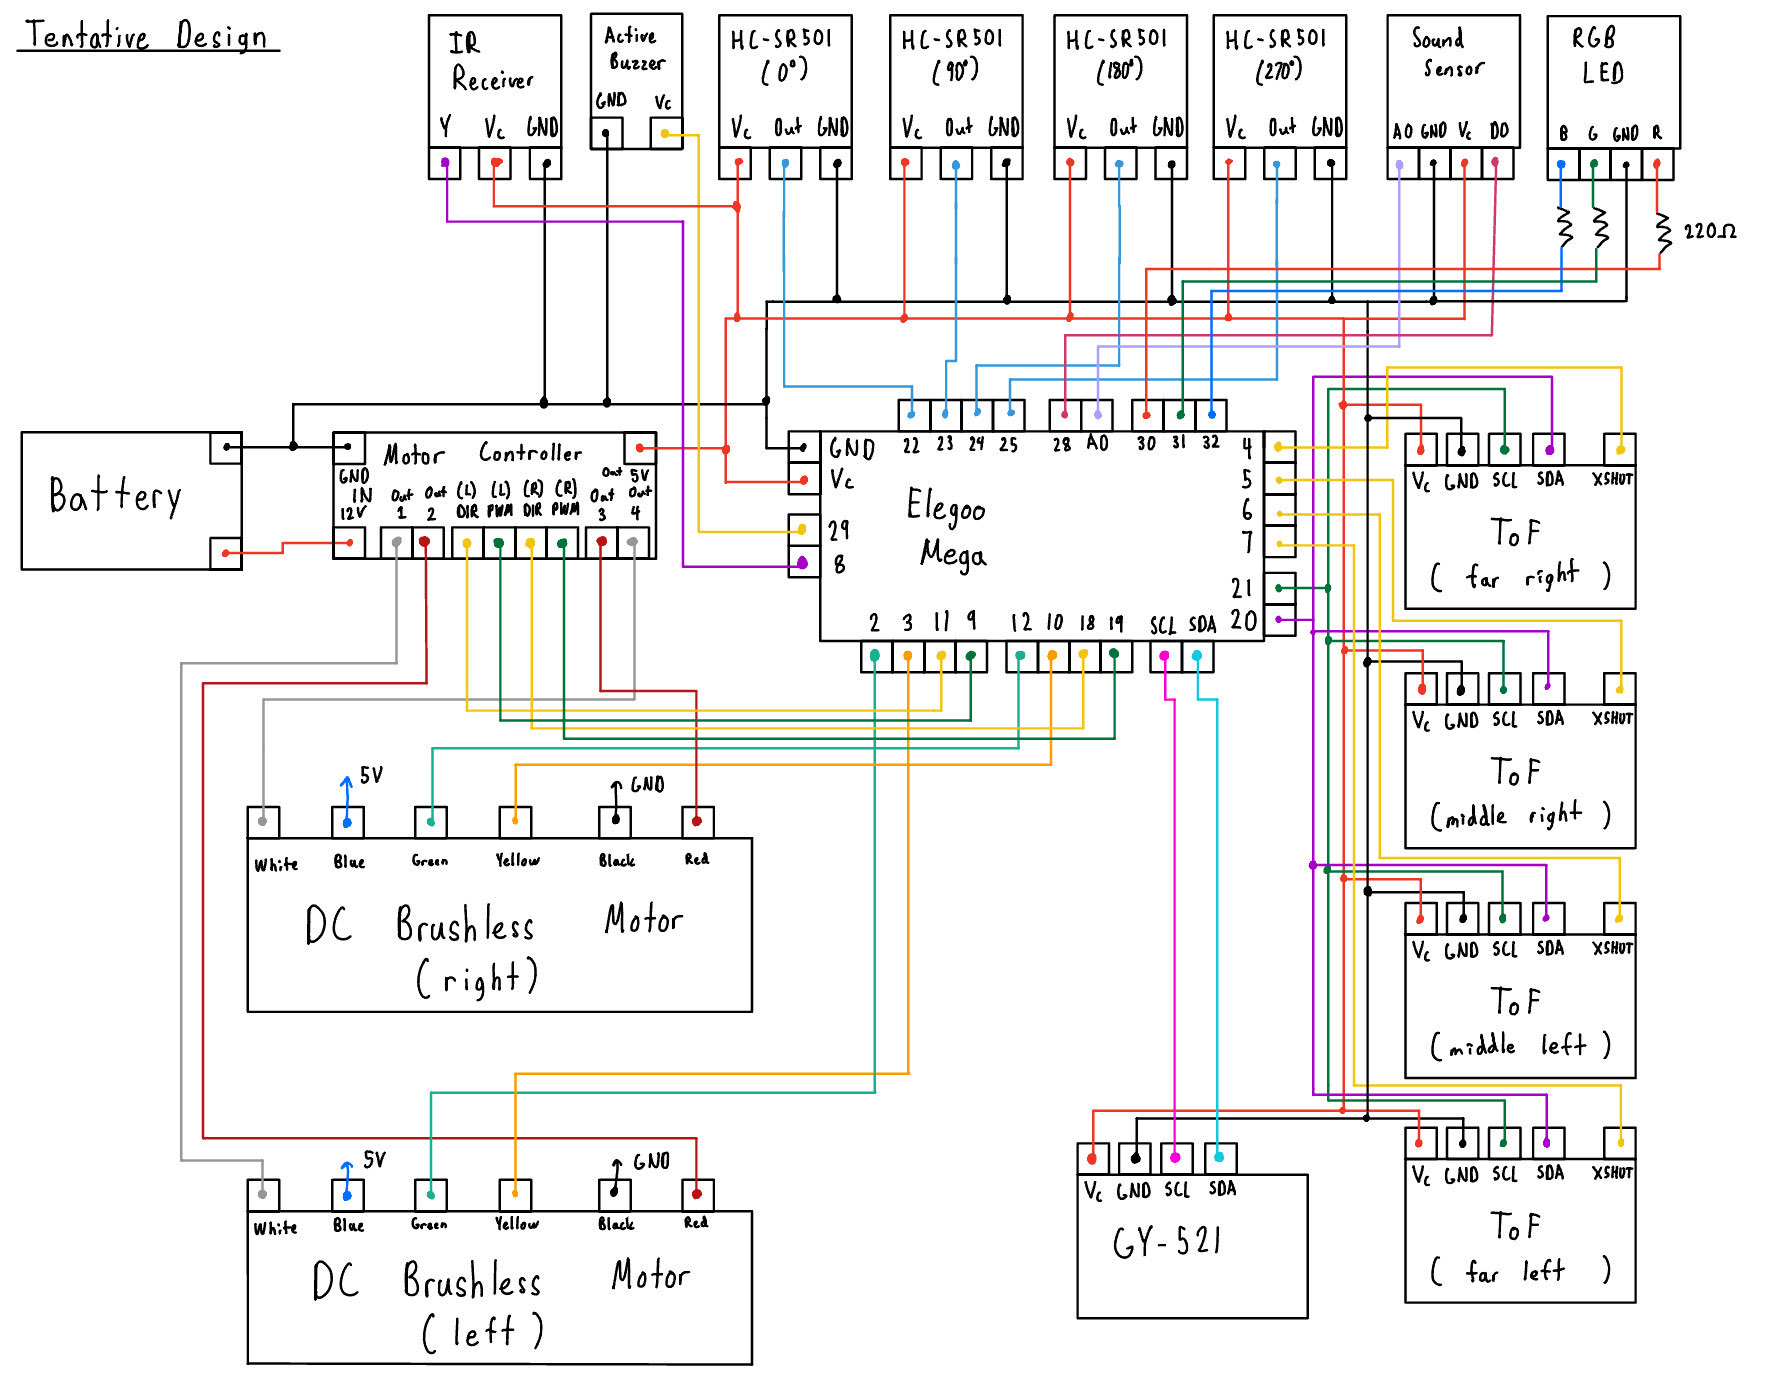 Tentative Design
IR
Receiver
Y Vc GND
Active
Buzzer
GND Vc
HC-SR501
(0°)
Vc Out GND
HC-SR501
(90°)
Vc Out GND
HC-SR501
(180°)
Vc Out GND
HC-SR501
(270°)
Vc Out GND
Sound
Sensor
A0 GND Vc D0
RGB
LED
B G GND R
220Ω
Battery
Motor Controller
GND
IN
12V
Out
1
Out
2
(L)
DIR
(L)
PWM
(R)
DIR
(R)
PWM
Out
Out
3
5V
Out
4
22 23 24 25 28 A0 30 31 32
GND
Vc
29
8
Elegoo
Mega
4
5
6
7
21
20
2 3 11 9 12 10 18 19 SCL SDA
Vc GND SCL SDA XSHUT
ToF
(far right)
Vc GND SCL SDA XSHUT
ToF
(middle right)
Vc GND SCL SDA XSHUT
ToF
(middle left)
Vc GND SCL SDA XSHUT
ToF
(far left)
5V
GND
White Blue Green Yellow Black Red
DC Brushless Motor
(right)
5V
GND
White Blue Green Yellow Black Red
DC Brushless Motor
(left)
Vc GND SCL SDA
GY-521